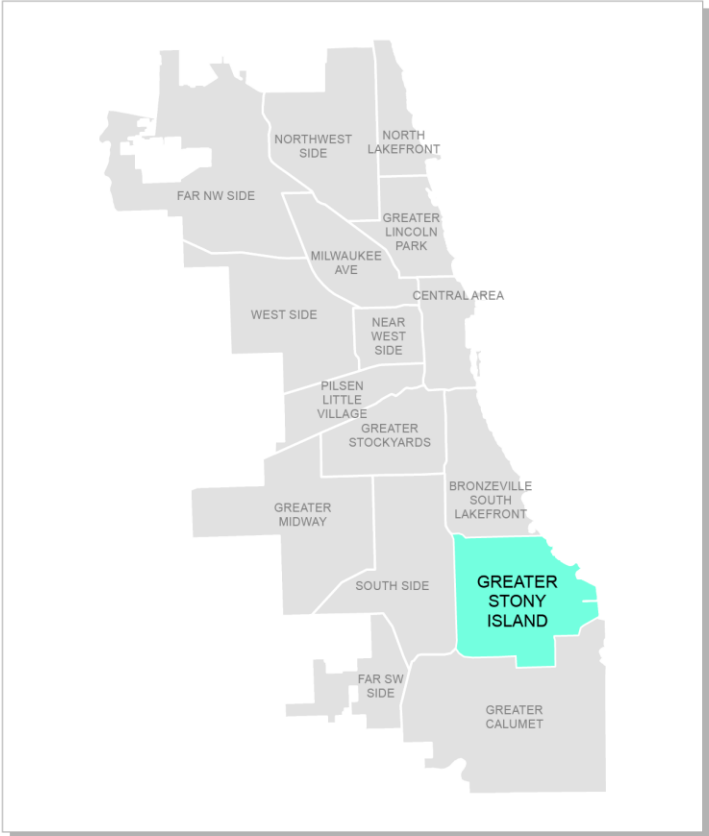 NORTHWEST
SIDE
NORTH
LAKEFRONT
FAR NW SIDE
GREATER
LINCOLN
PARK
MILWAUKEE
AVE
CENTRAL AREA
WEST SIDE
NEAR
WEST
SIDE
PILSEN
LITTLE
VILLAGE
GREATER
STOCKYARDS
BRONZEVILLE
SOUTH
LAKEFRONT
GREATER
MIDWAY
SOUTH SIDE
GREATER
STONY
ISLAND
FAR SW
SIDE
GREATER
CALUMET